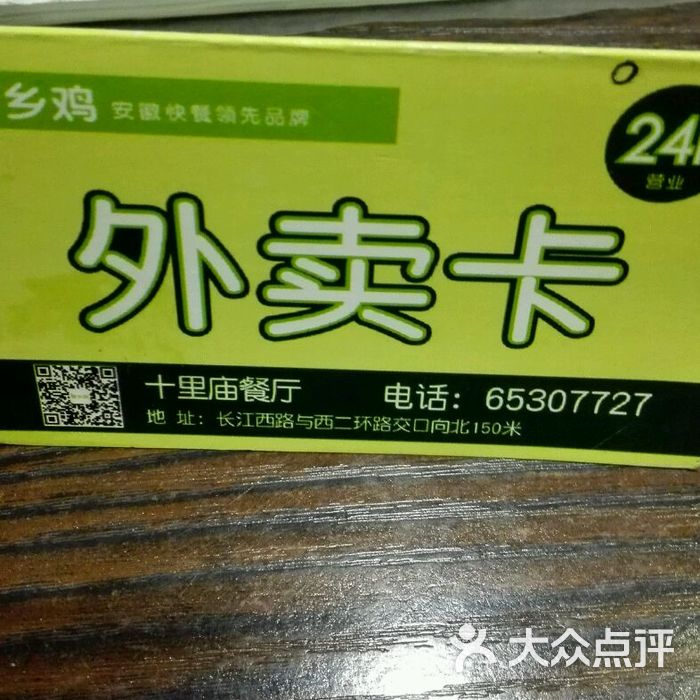 乡鸡 安徽快餐领先品牌
24
营业
外卖卡
十里庙餐厅 电话：65307727
地 址：长江西路与西二环路交口向北150米
大众点评